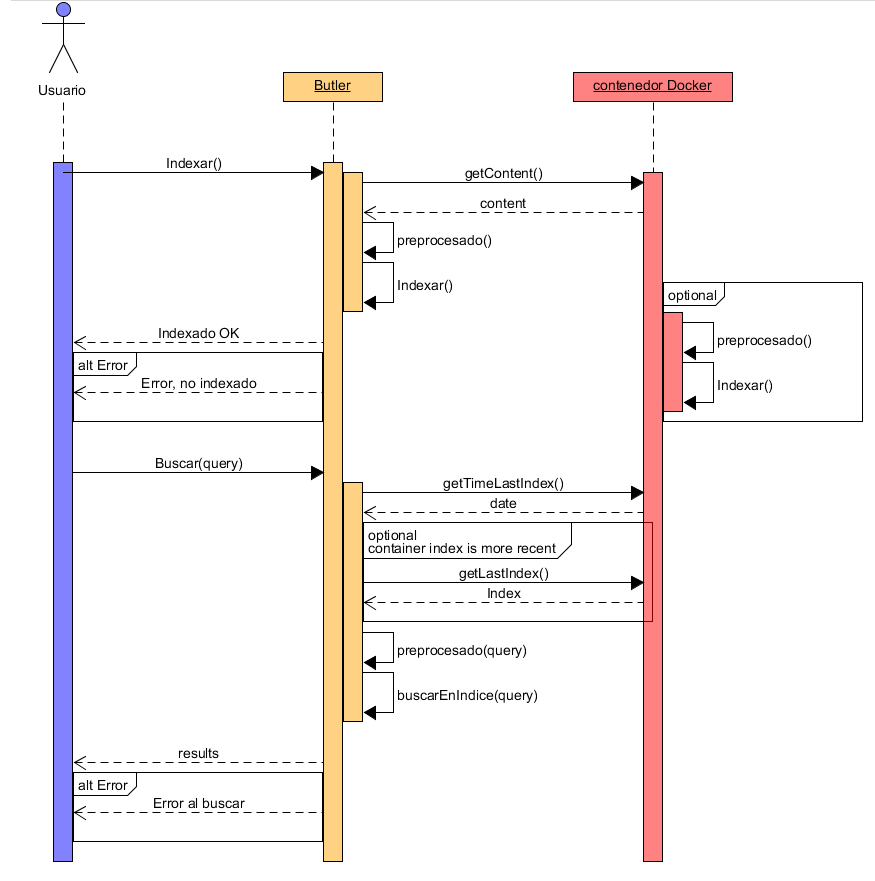 Usuario
Butler
contenedor Docker
Indexar()
getContent()
content
preprocesado()
Indexar()
optional
preprocesado()
Indexar()
Indexado OK
alt Error
Error, no indexado
Buscar(query)
getTimeLastIndex()
date
optional
container index is more recent
getLastIndex()
Index
preprocesado(query)
buscarEnIndice(query)
results
alt Error
Error al buscar